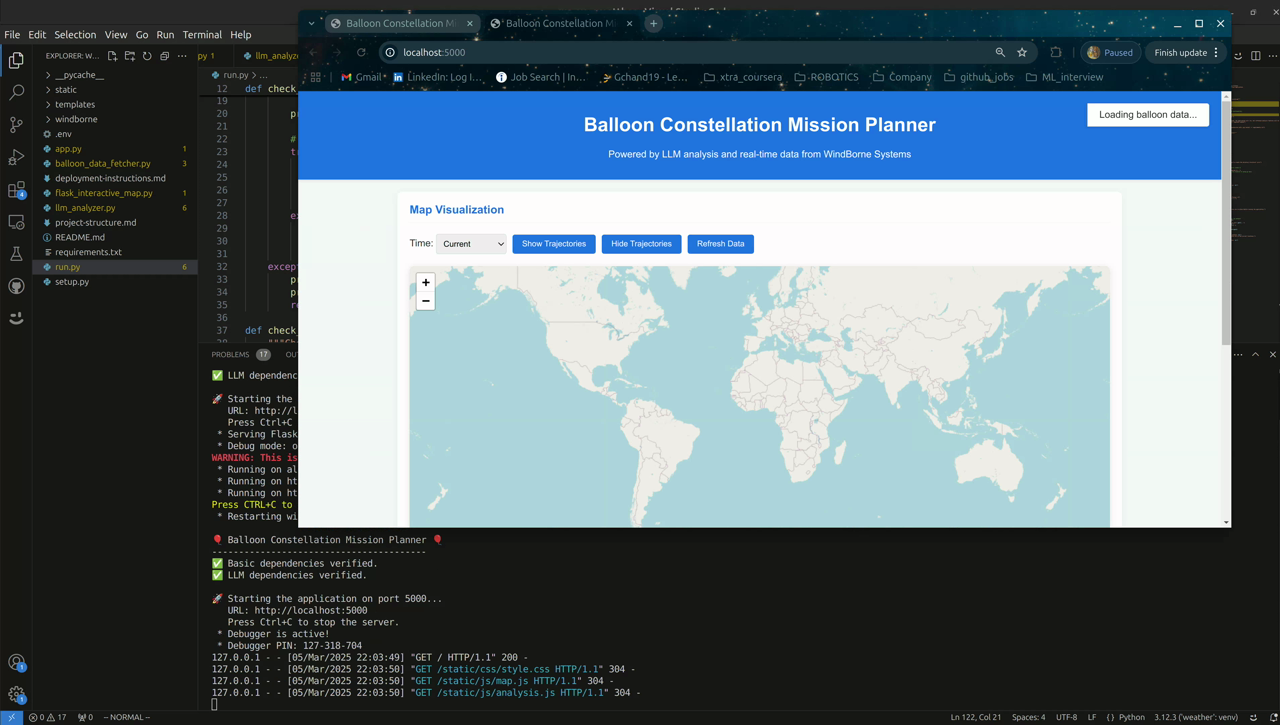 File Edit Selection View Go Run Terminal Help
Balloon Constellation Mi
Balloon Constellation M
localhost:5000
Paused
Finish update
Gmail
LinkedIn: Log I...
Job Search | In...
Gchand19 - Le...
xtra_coursera
ROBOTICS
Company
github_jobs
ML_interview
EXPLORER: W...
__pycache__
static
templates
windborne
.env
app.py 1
balloon_data_fetcher.py 3
deployment-instructions.md
flask_interactive_map.py 1
llm_analyzer.py 6
project-structure.md
README.md
requirements.txt
run.py 6
setup.py
py 1
llm_analyz
run.py > ...
12 def check
19
20 pr
21
22 #
23 tr
24
25
26
28 ex
30
31
32 except
33 pr
34 pr
35 re
36
37 def check
38 """Ch
Balloon Constellation Mission Planner
Powered by LLM analysis and real-time data from WindBorne Systems
Loading balloon data...
Map Visualization
Time: Current
Show Trajectories
Hide Trajectories
Refresh Data
+
−
PROBLEMS 17 OU
LLM dependenc
Starting the
URL: http://l
Press Ctrl+C
* Serving Flask
* Debug mode: o
WARNING: This is
* Running on al
* Running on ht
* Running on ht
Press CTRL+C to
* Restarting wi
Balloon Constellation Mission Planner
----------------------------------------
Basic dependencies verified.
LLM dependencies verified.
Starting the application on port 5000...
URL: http://localhost:5000
Press Ctrl+C to stop the server.
* Debugger is active!
* Debugger PIN: 127-318-704
127.0.0.1 - - [05/Mar/2025 22:03:49] "GET / HTTP/1.1" 200 -
127.0.0.1 - - [05/Mar/2025 22:03:50] "GET /static/css/style.css HTTP/1.1" 304 -
127.0.0.1 - - [05/Mar/2025 22:03:50] "GET /static/js/map.js HTTP/1.1" 304 -
127.0.0.1 - - [05/Mar/2025 22:03:50] "GET /static/js/analysis.js HTTP/1.1" 304 -
0 17 0 -- NORMAL --
Ln 122, Col 21 Spaces: 4 UTF-8 LF Python 3.12.3 ('weather': venv)